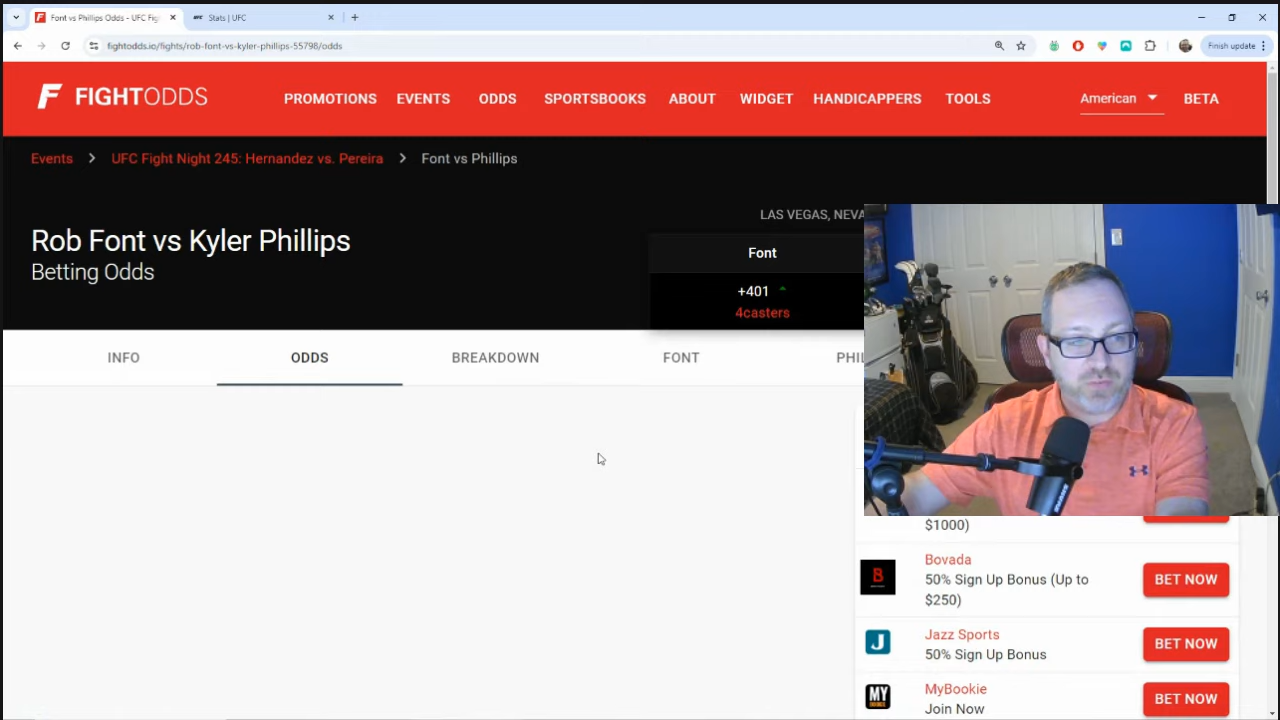 Font vs Phillips Odds - UFC Fig
Stats | UFC
fightodds.io/fights/rob-font-vs-kyler-phillips-55798/odds
Finish update
FIGHTODDS
PROMOTIONS
EVENTS
ODDS
SPORTSBOOKS
ABOUT
WIDGET
HANDICAPPERS
TOOLS
American
BETA
Events > UFC Fight Night 245: Hernandez vs. Pereira > Font vs Phillips
LAS VEGAS, NEVA
Rob Font vs Kyler Phillips
Betting Odds
Font
+401
4casters
INFO
ODDS
BREAKDOWN
FONT
PHIL
$1000)
Bovada
50% Sign Up Bonus (Up to
$250)
BET NOW
Jazz Sports
50% Sign Up Bonus
BET NOW
MyBookie
Join Now
BET NOW